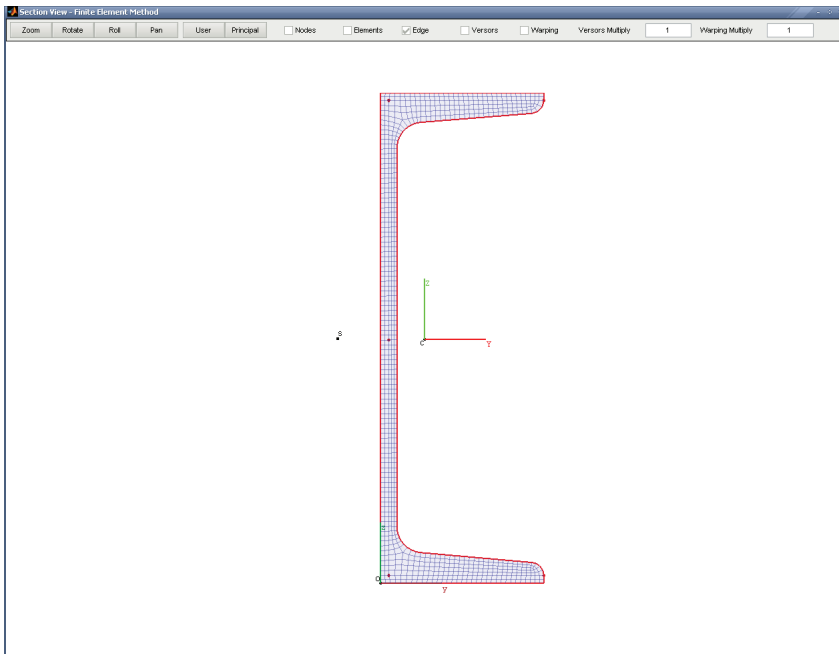 Section View - Finite Element Method
Zoom Rotate Roll Pan User Principal Nodes Elements Edge Versors Warping Versors Multiply 1 Warping Multiply 1
Z
S
C Y
Z
O
Y